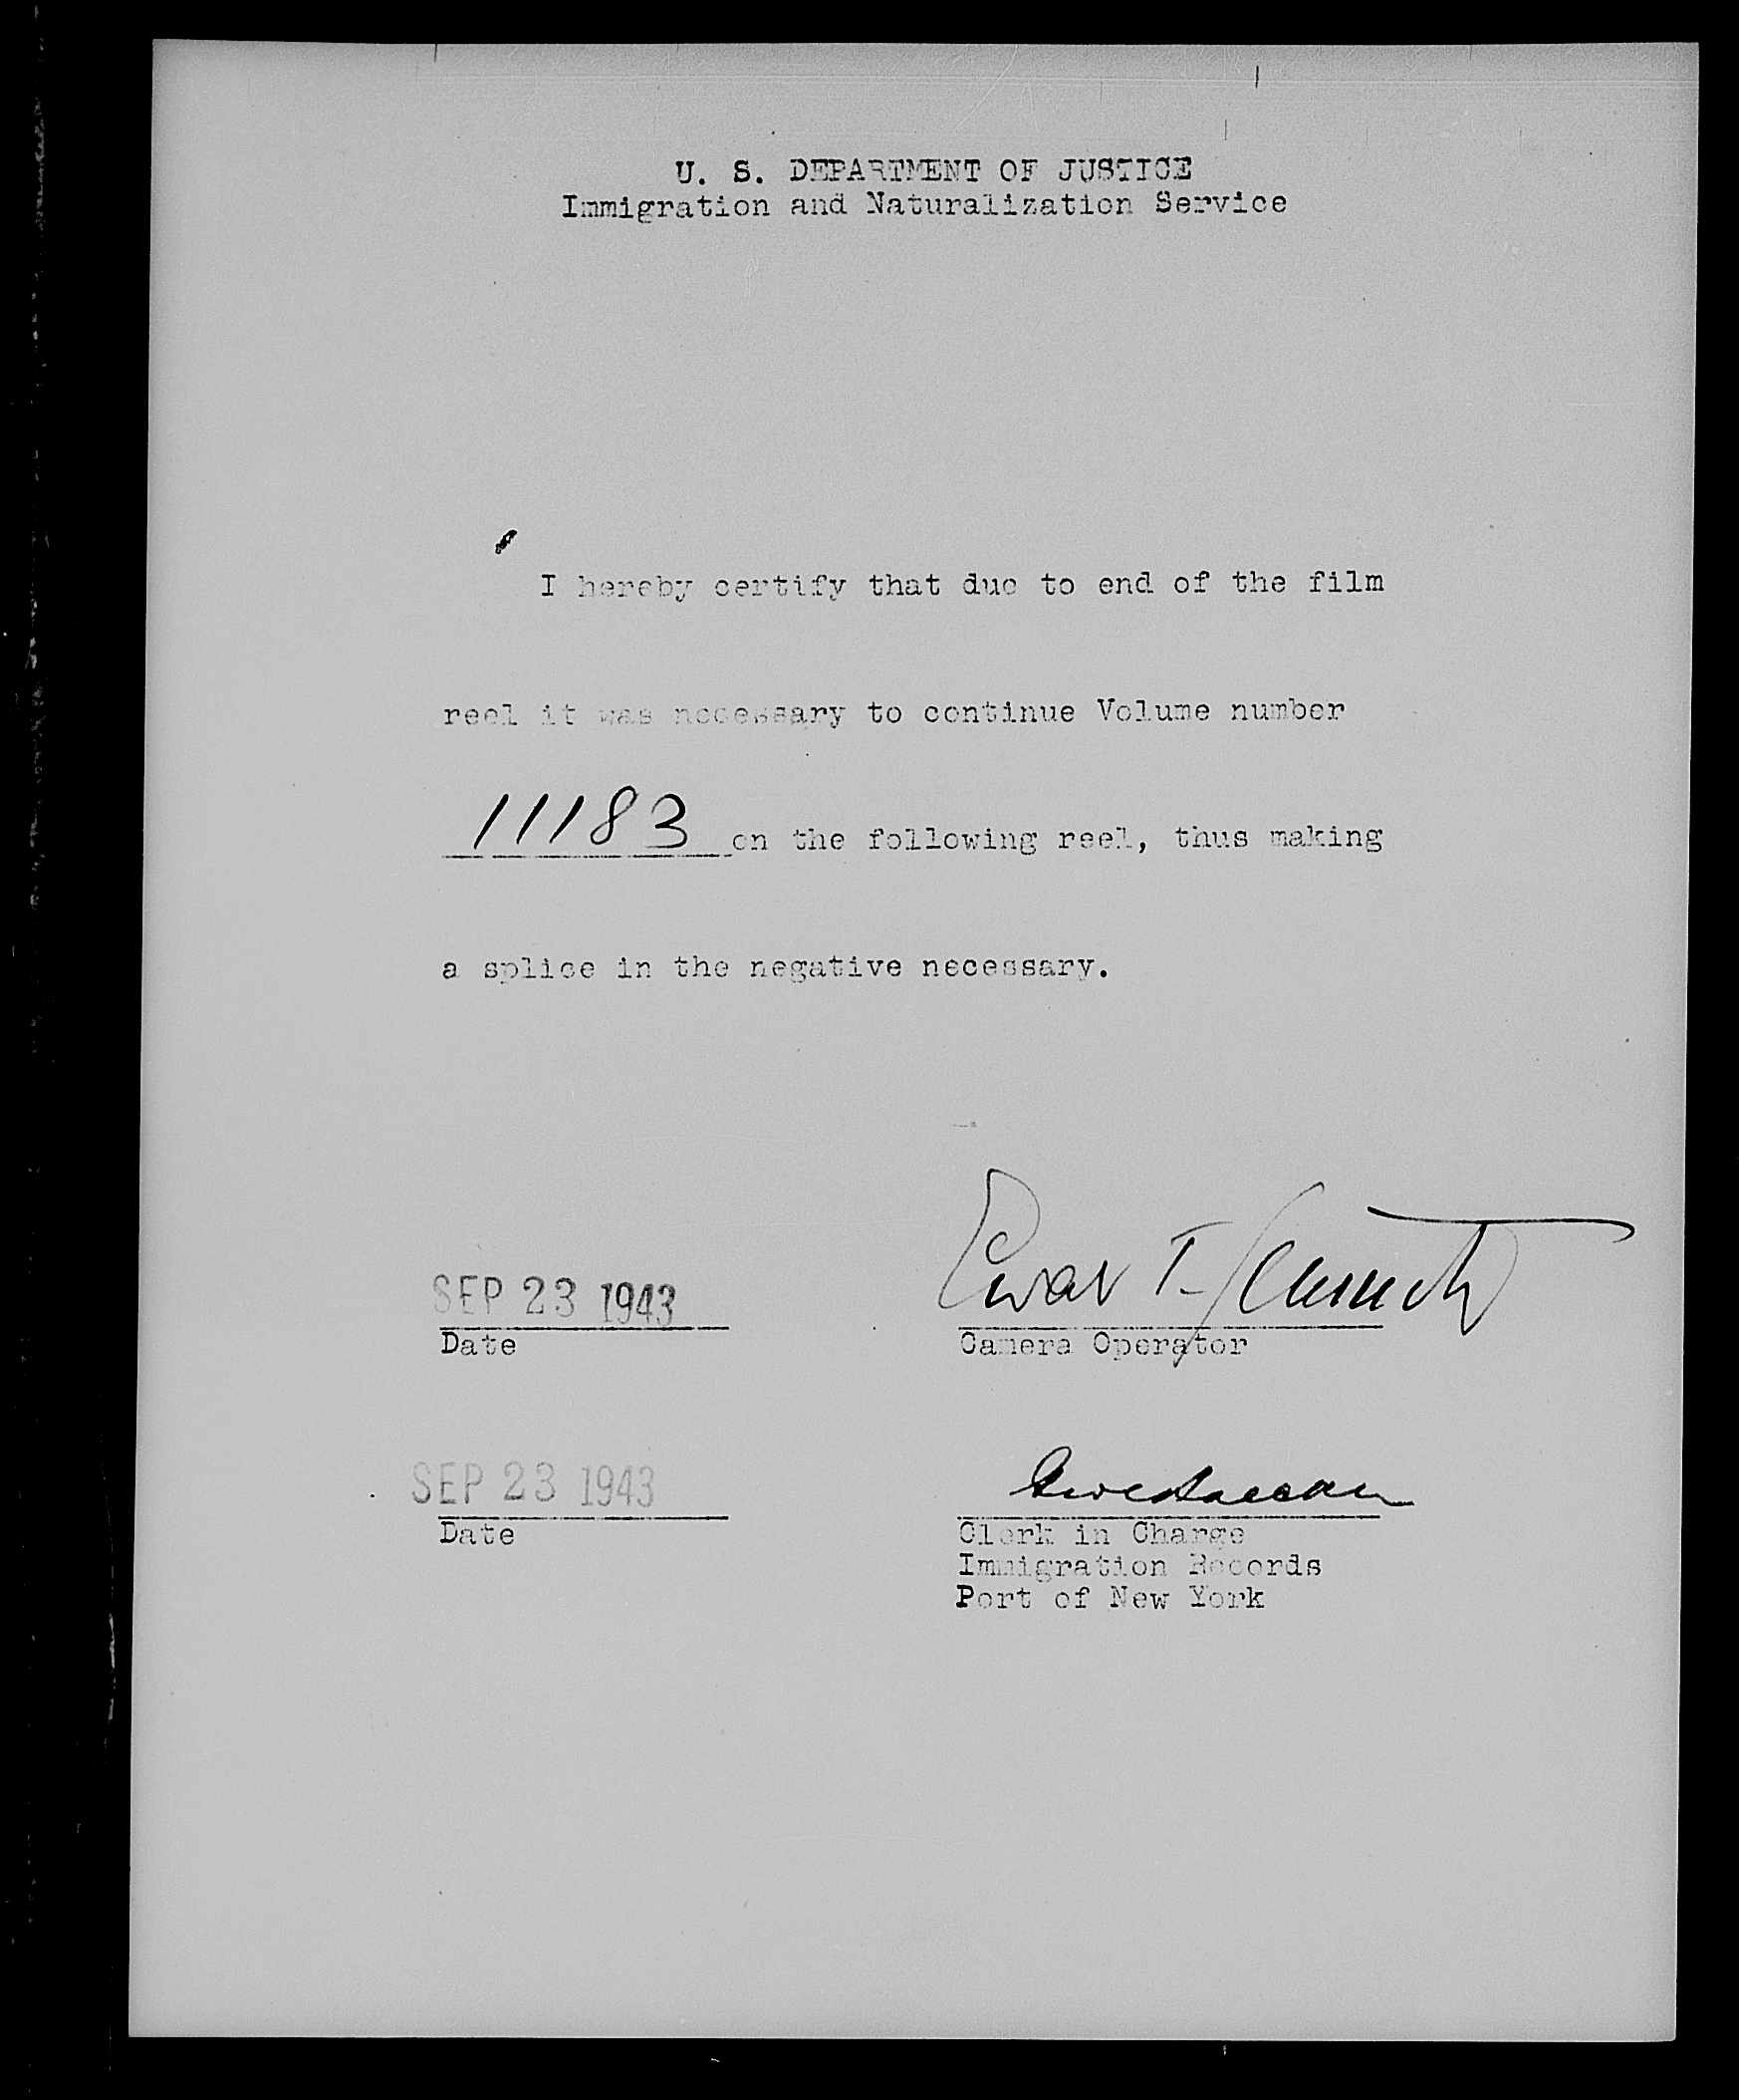 U. S. DEPARTMENT OF JUSTICE
Immigration and Naturalization Service
I hereby certify that due to end of the film
reel it was necessary to continue Volume number
11183 on the following reel, thus making
a splice in the negative necessary.
SEP 23 1943
Date
Camera Operator
SEP 23 1943
Date
Clerk in Charge
Immigration Records
Port of New York